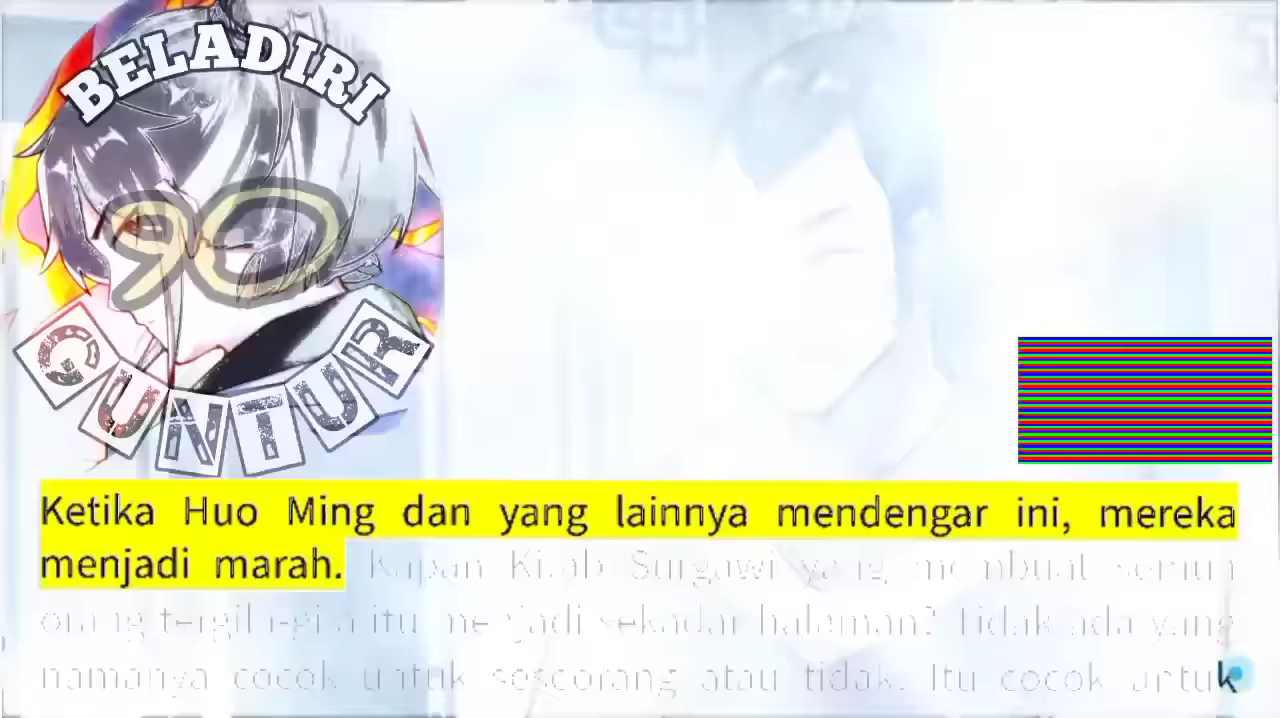 BELADIRI
GUNTUR
Ketika Huo Ming dan yang lainnya mendengar ini, mereka
menjadi marah. Kapan Kitab Surgawi yang membuat semua
orang tergila-gila itu menjadi sekadar halaman? Tidak ada yang
namanya cocok untuk seseorang atau tidak. Itu cocok untuk